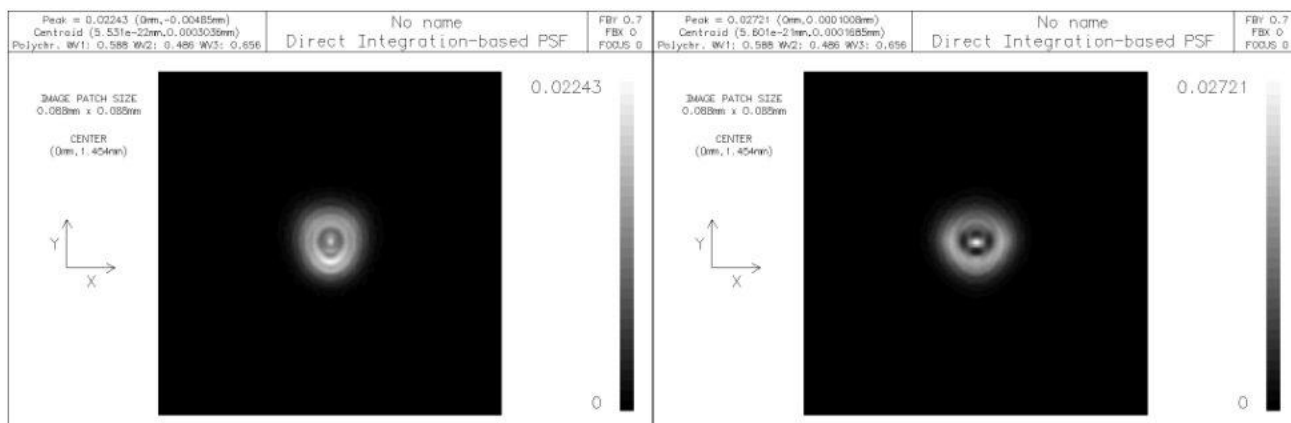 Peak = 0.02243 (0mm,-0.00485mm)
Centroid (5.531e-22mm,0.0003036mm)
Polychr. WV1: 0.588 WV2: 0.486 WV3: 0.656
No name
Direct Integration-based PSF
FBY 0.7
FBX 0
FOCUS 0
IMAGE PATCH SIZE
0.088mm x 0.088mm
CENTER
(0mm,1.454mm)
0.02243
Y
X
0
Peak = 0.02721 (0mm,0.0001008mm)
Centroid (5.601e-21mm,0.0001685mm)
Polychr. WV1: 0.588 WV2: 0.486 WV3: 0.656
No name
Direct Integration-based PSF
FBY 0.7
FBX 0
FOCUS 0
IMAGE PATCH SIZE
0.088mm x 0.088mm
CENTER
(0mm,1.454mm)
0.02721
Y
X
0